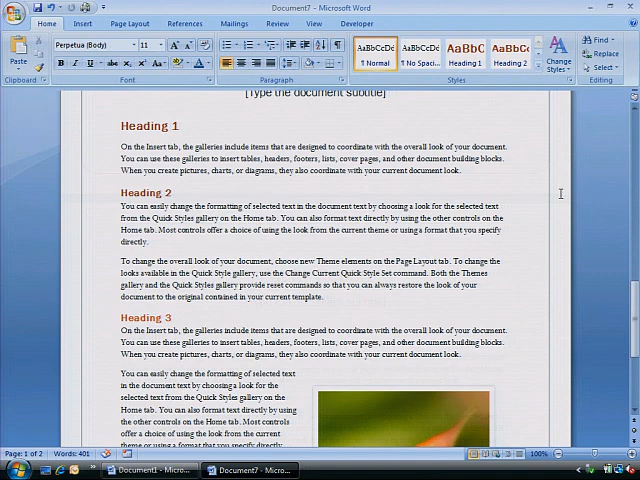 Document7 - Microsoft Word
Home Insert Page Layout References Mailings Review View Developer
Paste
Perpetua (Body) 11
AaBbCcDc AaBbCcDc AaBbC AaBbCc
¶ Normal ¶ No Spaci... Heading 1 Heading 2
Change Styles
Find
Replace
Select
Clipboard Font Paragraph Styles Editing
[Type the document subtitle]
Heading 1
On the Insert tab, the galleries include items that are designed to coordinate with the overall look of your document.
You can use these galleries to insert tables, headers, footers, lists, cover pages, and other document building blocks.
When you create pictures, charts, or diagrams, they also coordinate with your current document look.
Heading 2
You can easily change the formatting of selected text in the document text by choosing a look for the selected text
from the Quick Styles gallery on the Home tab. You can also format text directly by using the other controls on the
Home tab. Most controls offer a choice of using the look from the current theme or using a format that you specify
directly.
To change the overall look of your document, choose new Theme elements on the Page Layout tab. To change the
looks available in the Quick Style gallery, use the Change Current Quick Style Set command. Both the Themes
gallery and the Quick Styles gallery provide reset commands so that you can always restore the look of your
document to the original contained in your current template.
Heading 3
On the Insert tab, the galleries include items that are designed to coordinate with the overall look of your document.
You can use these galleries to insert tables, headers, footers, lists, cover pages, and other document building blocks.
When you create pictures, charts, or diagrams, they also coordinate with your current document look.
You can easily change the formatting of selected text
in the document text by choosing a look for the
selected text from the Quick Styles gallery on the
Home tab. You can also format text directly by using
the other controls on the Home tab. Most controls
offer a choice of using the look from the current
theme or using a format that you specify directly.
Page: 1 of 2 Words: 401 100%
Document1 - Micro... Document7 - Micros...